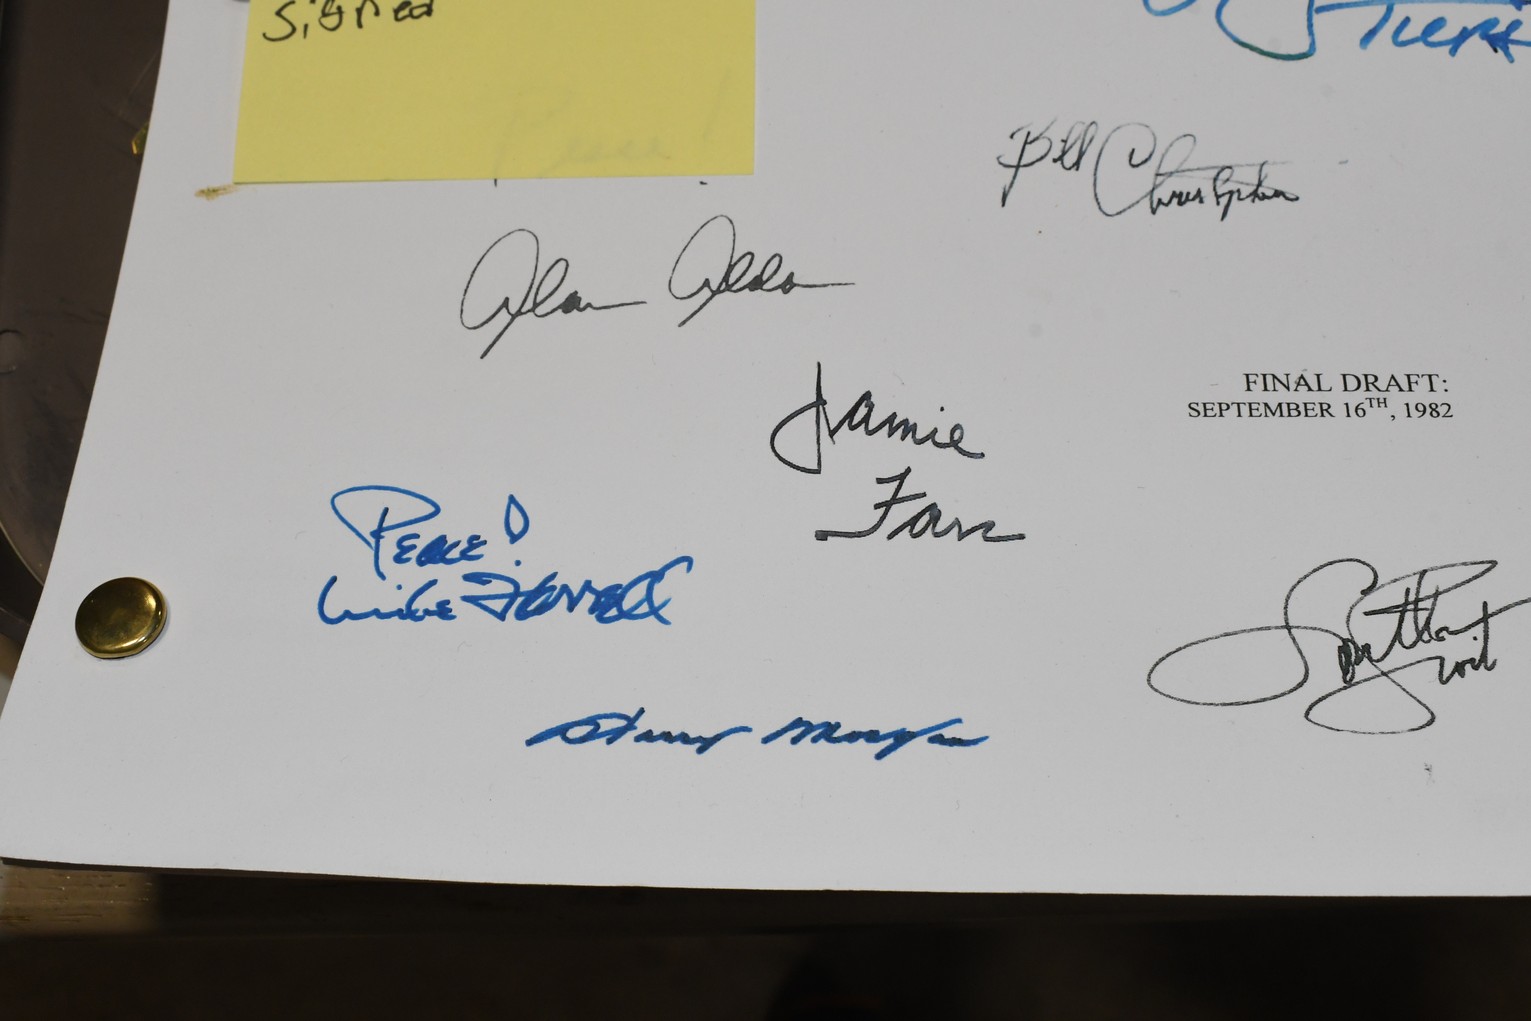 Signed
Bill Christopher
Alan Alda
FINAL DRAFT:
SEPTEMBER 16TH, 1982
Jamie
Farr
Peace!
Mike Farrell
Harry Morgan